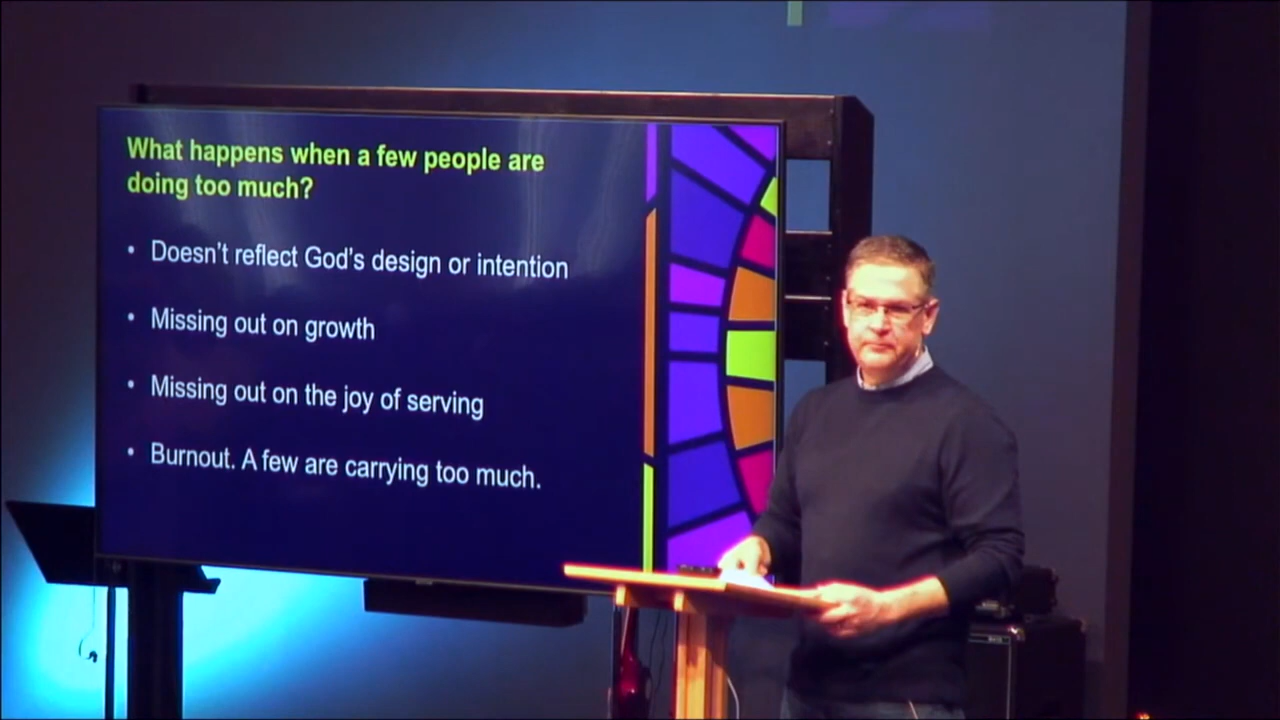 What happens when a few people are
doing too much?
• Doesn't reflect God's design or intention
• Missing out on growth
• Missing out on the joy of serving
• Burnout. A few are carrying too much.